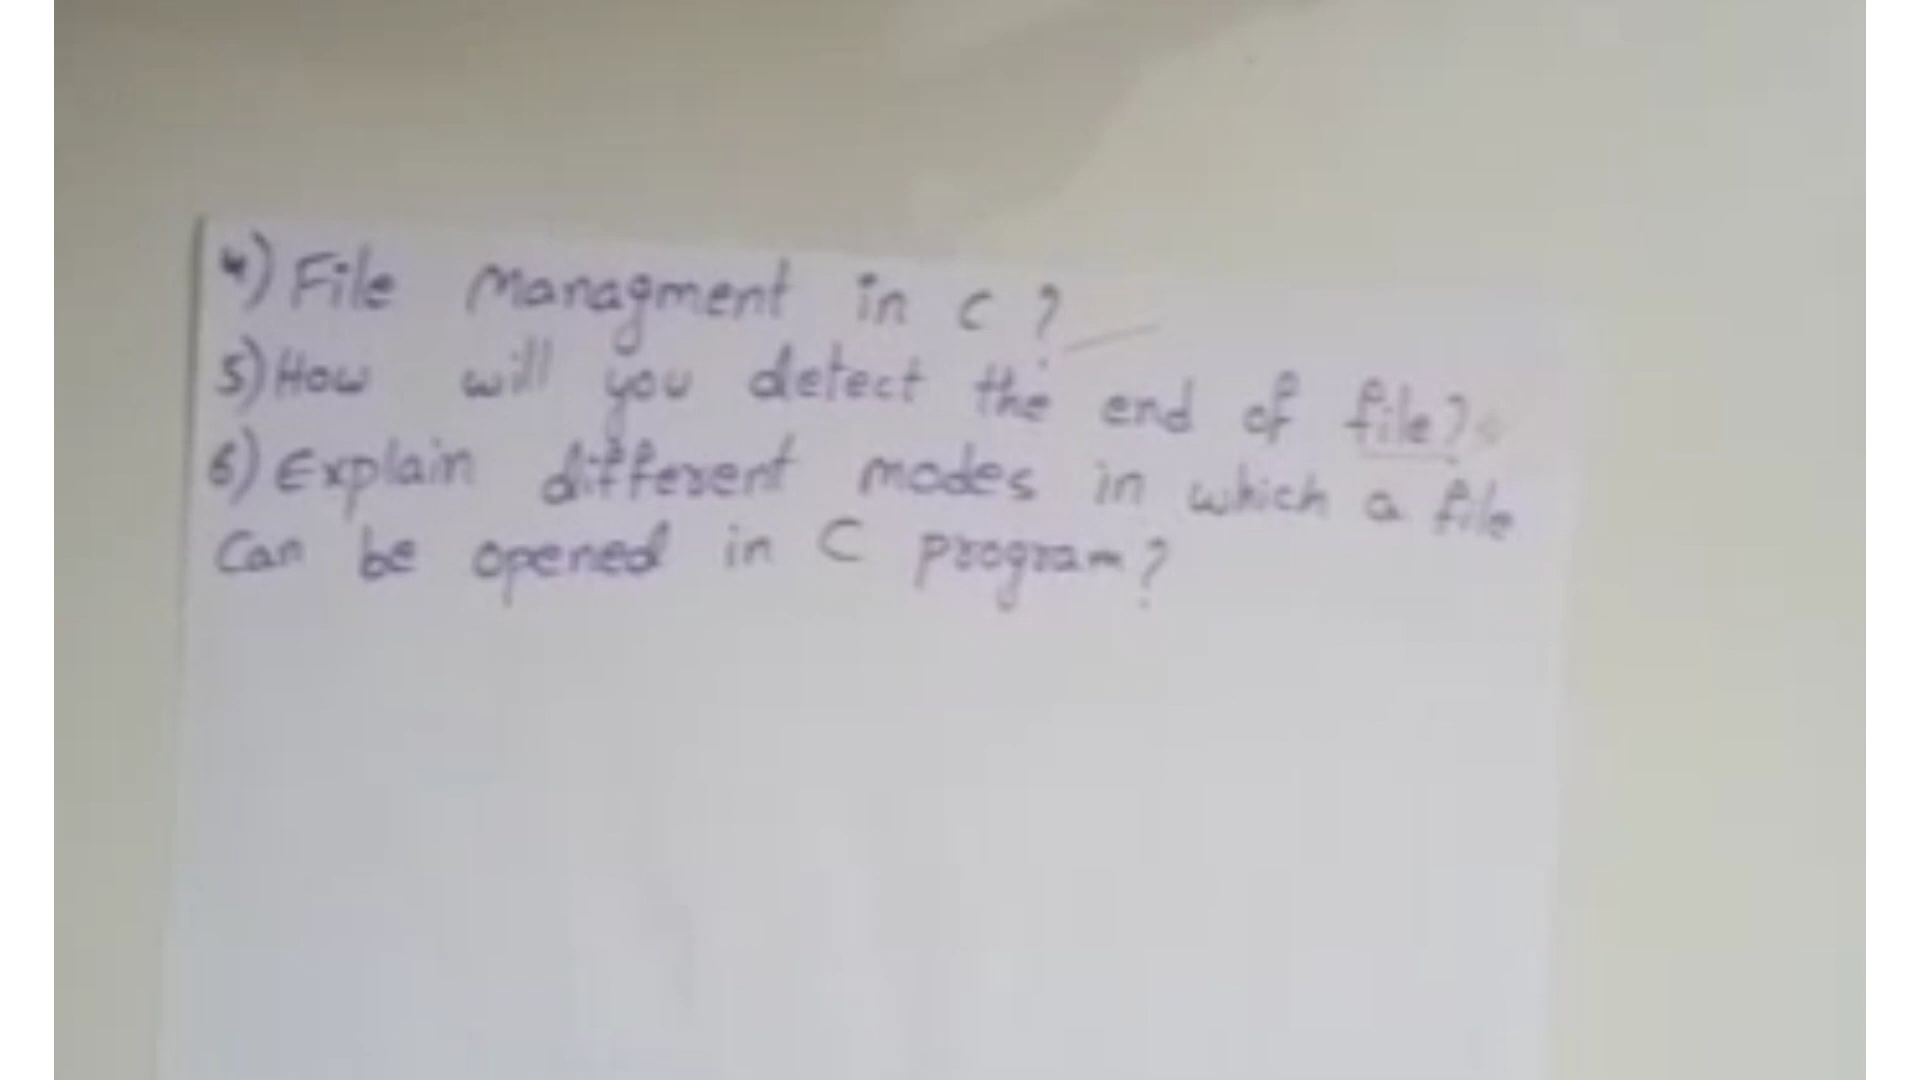 4) File Managment in C ?
5) How will you detect the end of file?
6) Explain different modes in which a file
Can be opened in C program?